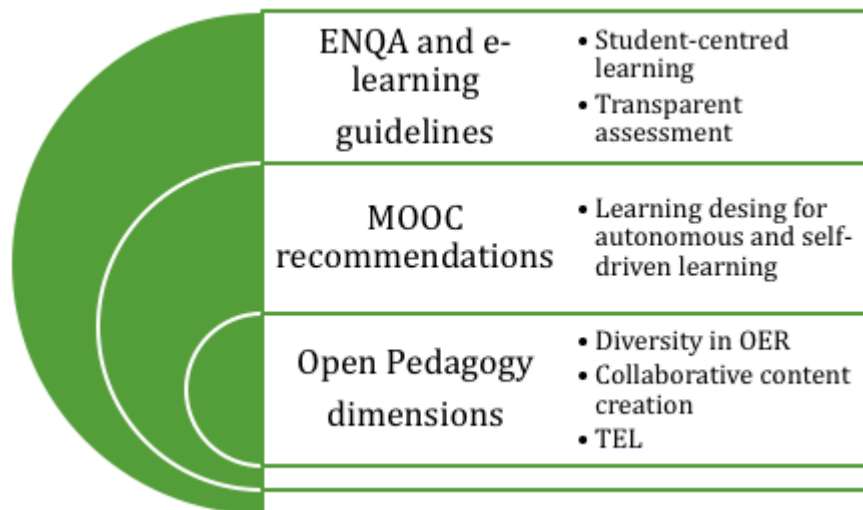 ENQA and e-
learning
guidelines
• Student-centred
learning
• Transparent
assessment
MOOC
recommendations
• Learning desing for
autonomous and self-
driven learning
Open Pedagogy
dimensions
• Diversity in OER
• Collaborative content
creation
• TEL